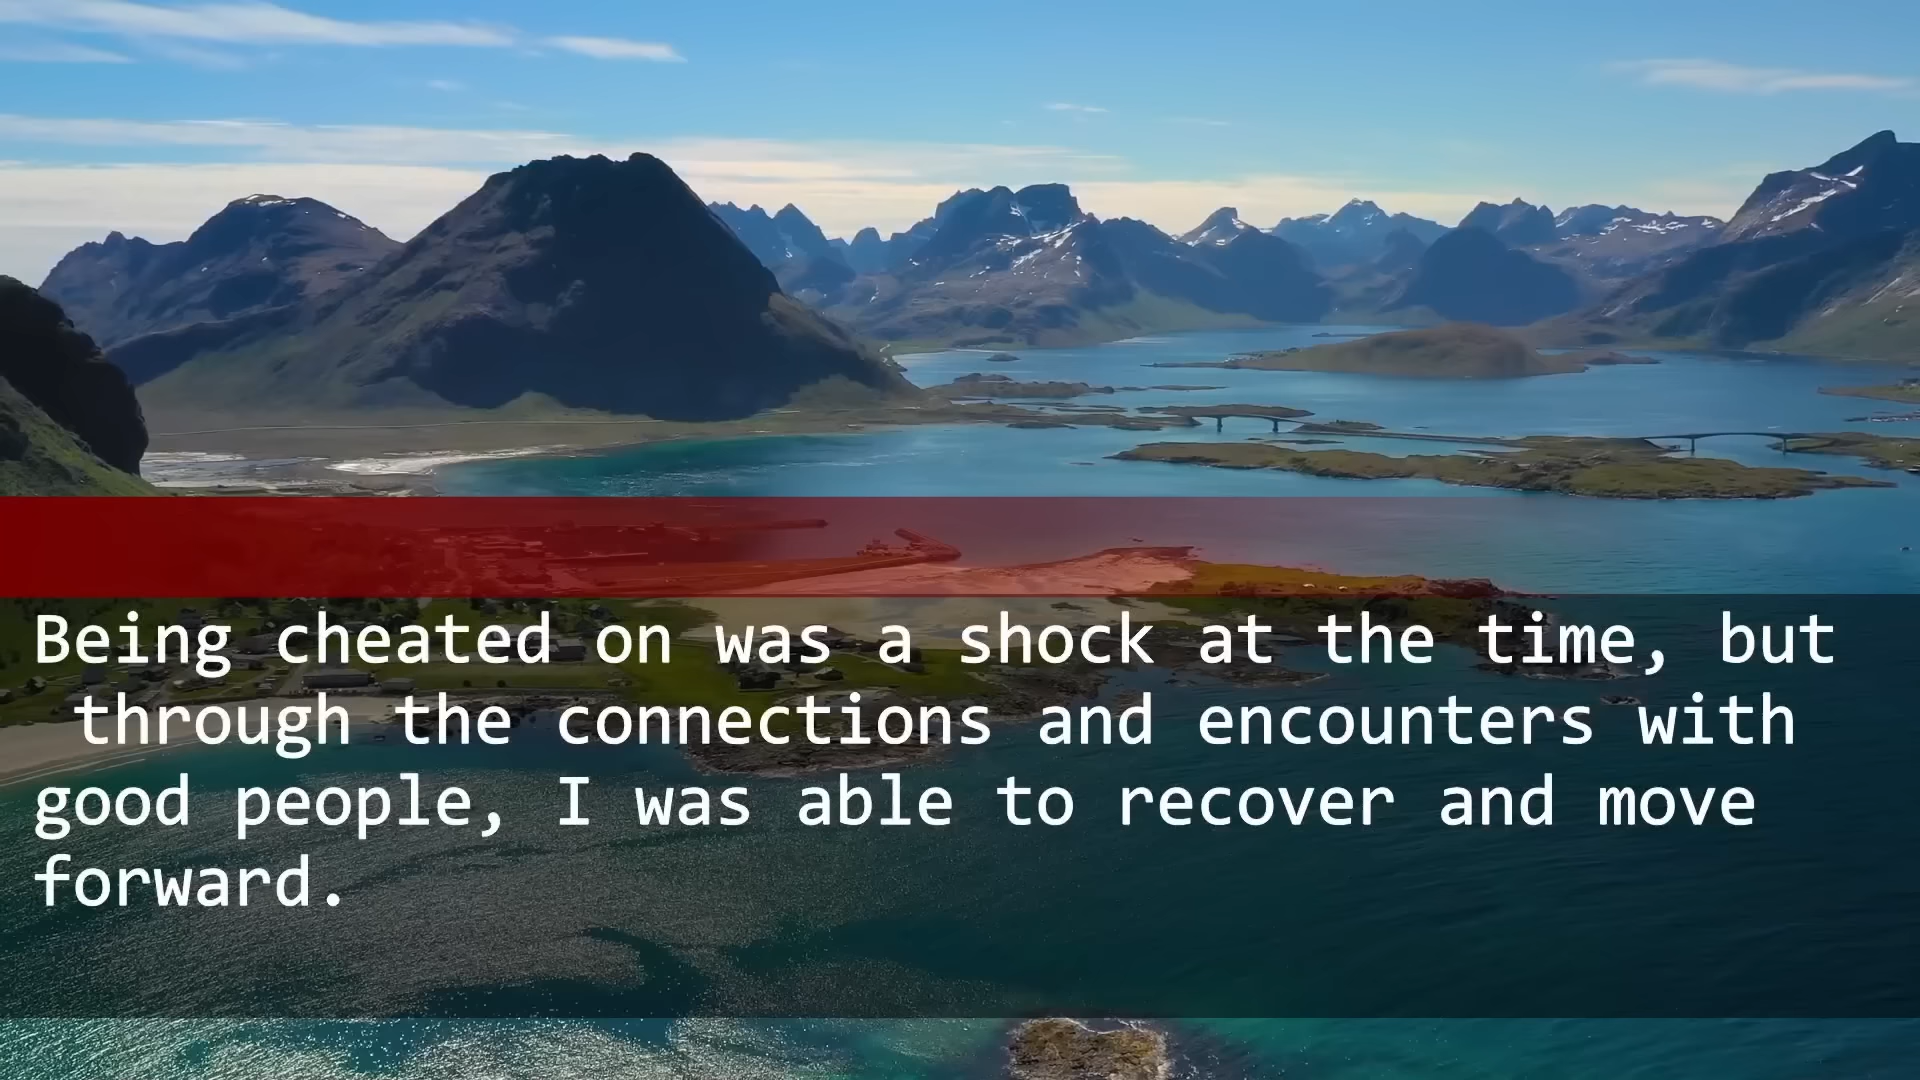 Being cheated on was a shock at the time, but
through the connections and encounters with
good people, I was able to recover and move
forward.